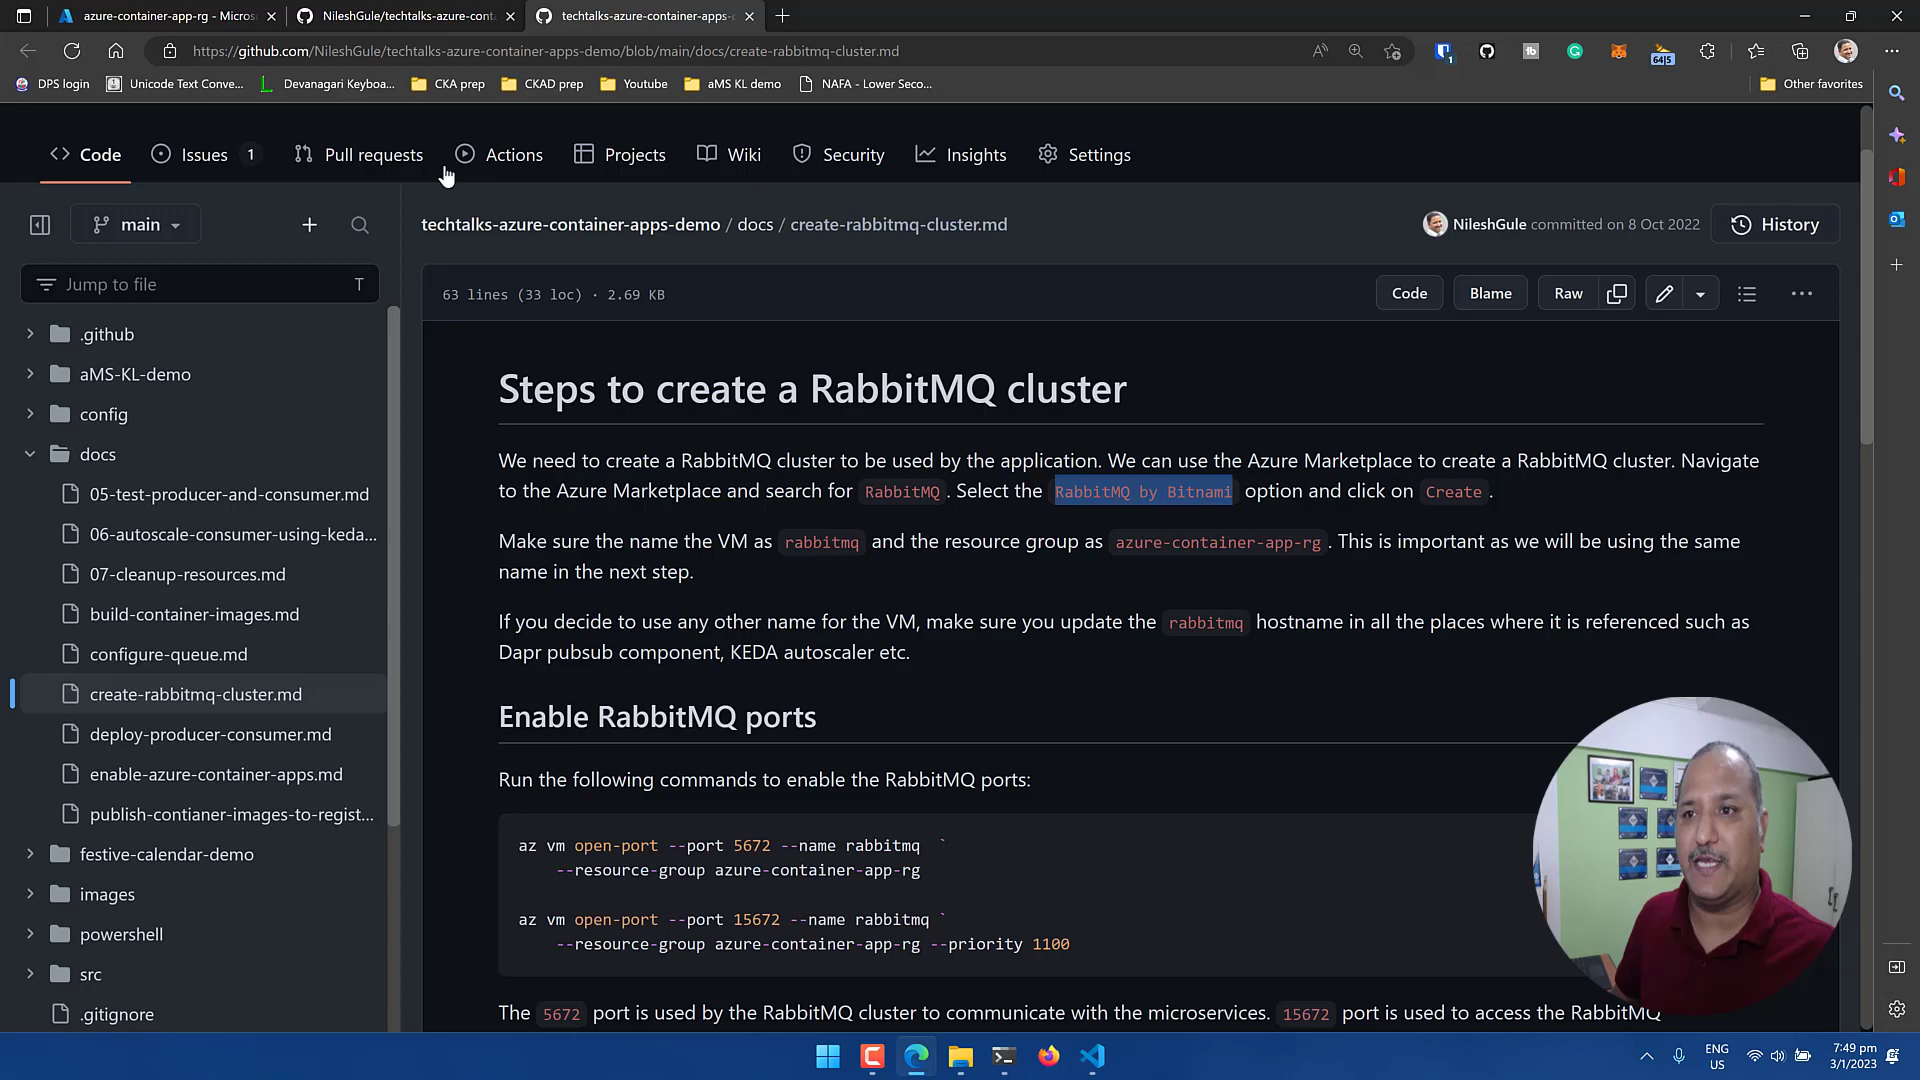 azure-container-app-rg - Micros
NileshGule/techtalks-azure-cont
techtalks-azure-container-apps-
https://github.com/NileshGule/techtalks-azure-container-apps-demo/blob/main/docs/create-rabbitmq-cluster.md
DPS login
Unicode Text Conve...
Devanagari Keyboa...
CKA prep
CKAD prep
Youtube
aMS KL demo
NAFA - Lower Seco...
Other favorites
Code
Issues 1
Pull requests
Actions
Projects
Wiki
Security
Insights
Settings
main
techtalks-azure-container-apps-demo / docs / create-rabbitmq-cluster.md
NileshGule committed on 8 Oct 2022
History
Jump to file T
63 lines (33 loc) · 2.69 KB
Code
Blame
Raw
.github
aMS-KL-demo
config
docs
05-test-producer-and-consumer.md
06-autoscale-consumer-using-keda...
07-cleanup-resources.md
build-container-images.md
configure-queue.md
create-rabbitmq-cluster.md
deploy-producer-consumer.md
enable-azure-container-apps.md
publish-contianer-images-to-regist...
festive-calendar-demo
images
powershell
src
.gitignore
Steps to create a RabbitMQ cluster
We need to create a RabbitMQ cluster to be used by the application. We can use the Azure Marketplace to create a RabbitMQ cluster. Navigate
to the Azure Marketplace and search for RabbitMQ. Select the RabbitMQ by Bitnami option and click on Create.
Make sure the name the VM as rabbitmq and the resource group as azure-container-app-rg. This is important as we will be using the same
name in the next step.
If you decide to use any other name for the VM, make sure you update the rabbitmq hostname in all the places where it is referenced such as
Dapr pubsub component, KEDA autoscaler etc.
Enable RabbitMQ ports
Run the following commands to enable the RabbitMQ ports:
az vm open-port --port 5672 --name rabbitmq `
--resource-group azure-container-app-rg
az vm open-port --port 15672 --name rabbitmq `
--resource-group azure-container-app-rg --priority 1100
The 5672 port is used by the RabbitMQ cluster to communicate with the microservices. 15672 port is used to access the RabbitMQ
ENG
US
7:49 pm
3/1/2023